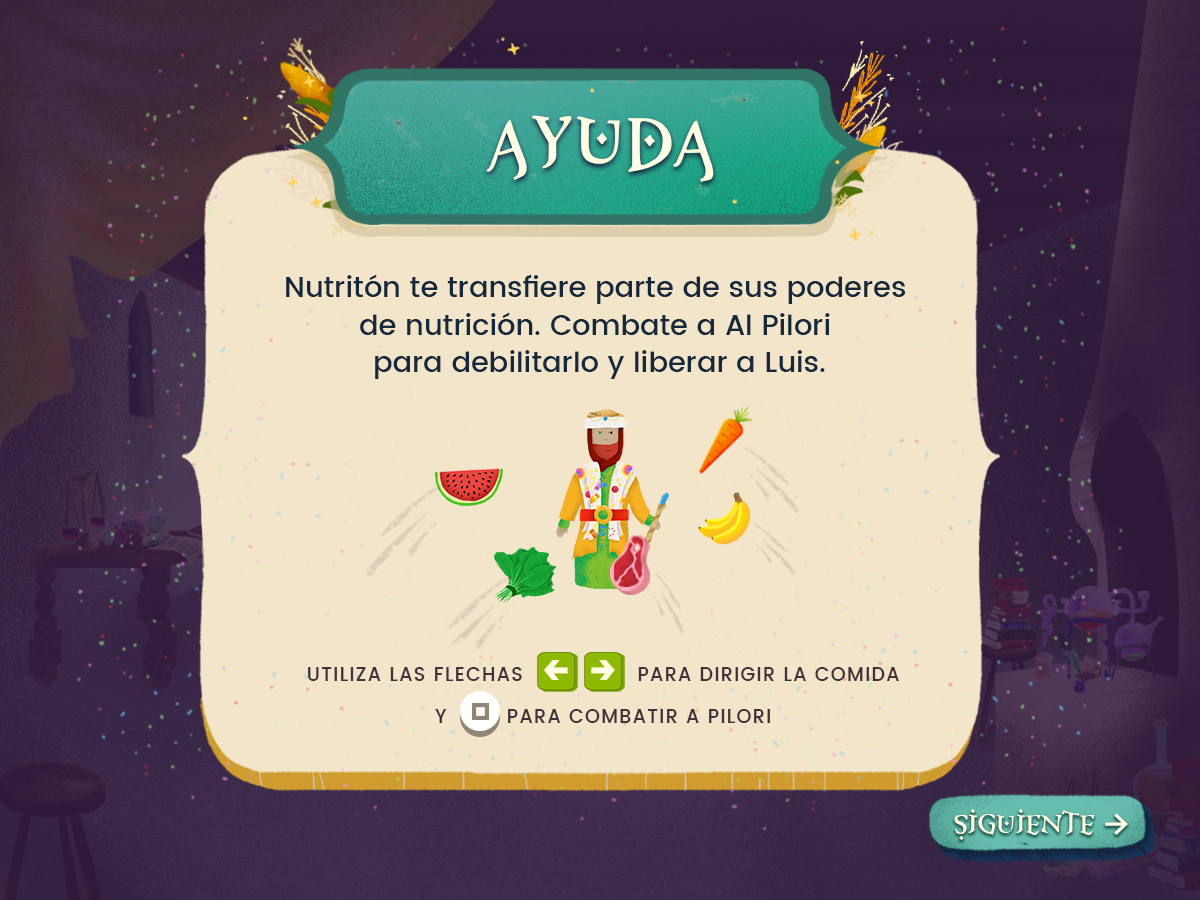 AYUDA
Nutritón te transfiere parte de sus poderes
de nutrición. Combate a Al Pilori
para debilitarlo y liberar a Luis.
UTILIZA LAS FLECHAS ← → PARA DIRIGIR LA COMIDA
Y PARA COMBATIR A PILORI
SIGUIENTE →